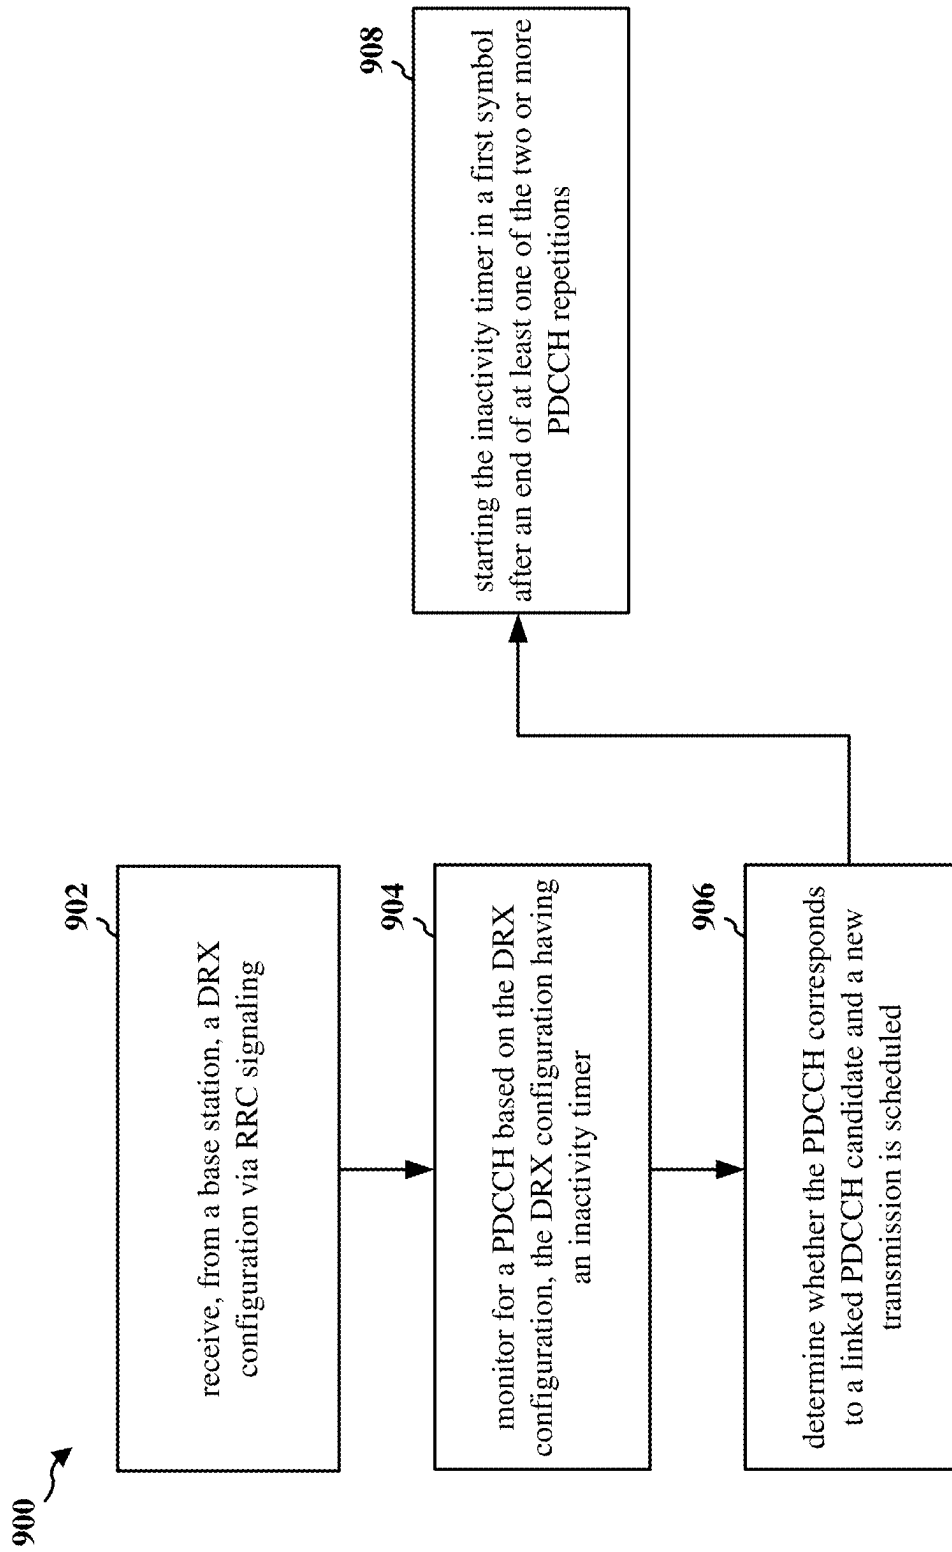 900
902
receive, from a base station, a DRX
configuration via RRC signaling
904
monitor for a PDCCH based on the DRX
configuration, the DRX configuration having
an inactivity timer
906
determine whether the PDCCH corresponds
to a linked PDCCH candidate and a new
transmission is scheduled
908
starting the inactivity timer in a first symbol
after an end of at least one of the two or more
PDCCH repetitions